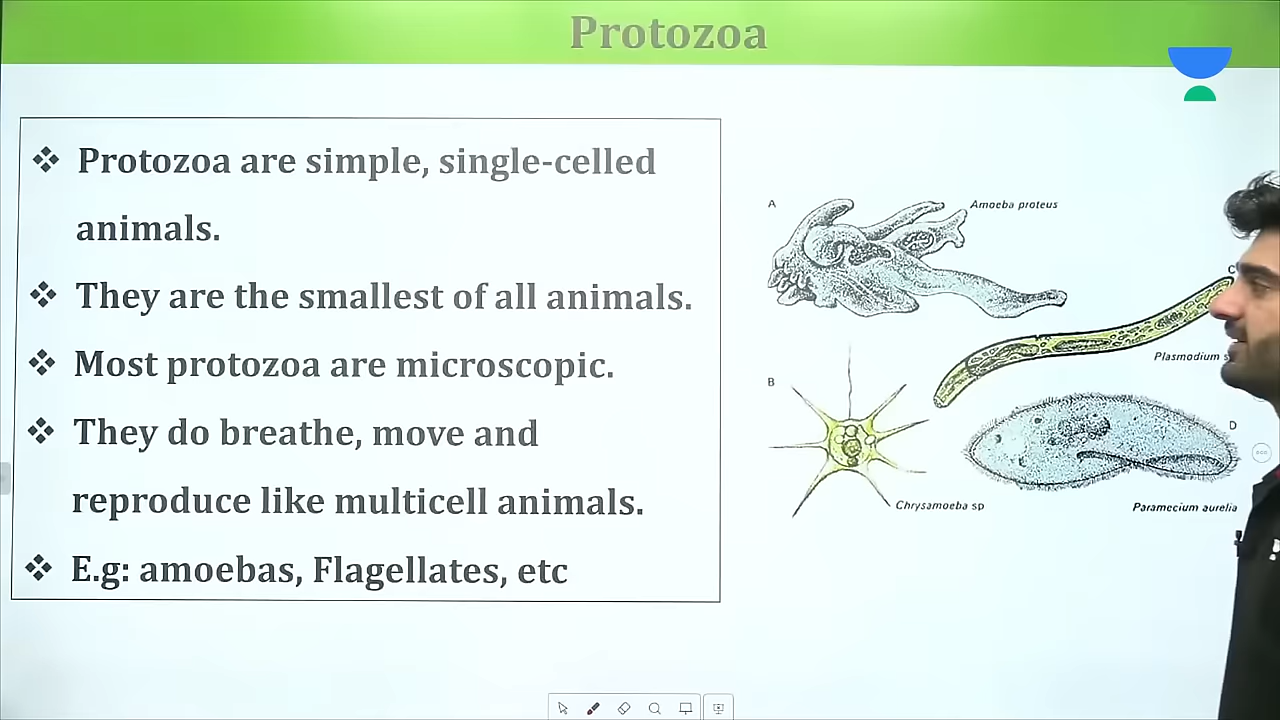 Protozoa
❖ Protozoa are simple, single-celled
animals.
❖ They are the smallest of all animals.
❖ Most protozoa are microscopic.
❖ They do breathe, move and
reproduce like multicell animals.
❖ E.g: amoebas, Flagellates, etc
A
Amoeba proteus
C
Plasmodium
B
D
Chrysamoeba sp
Paramecium aurelia